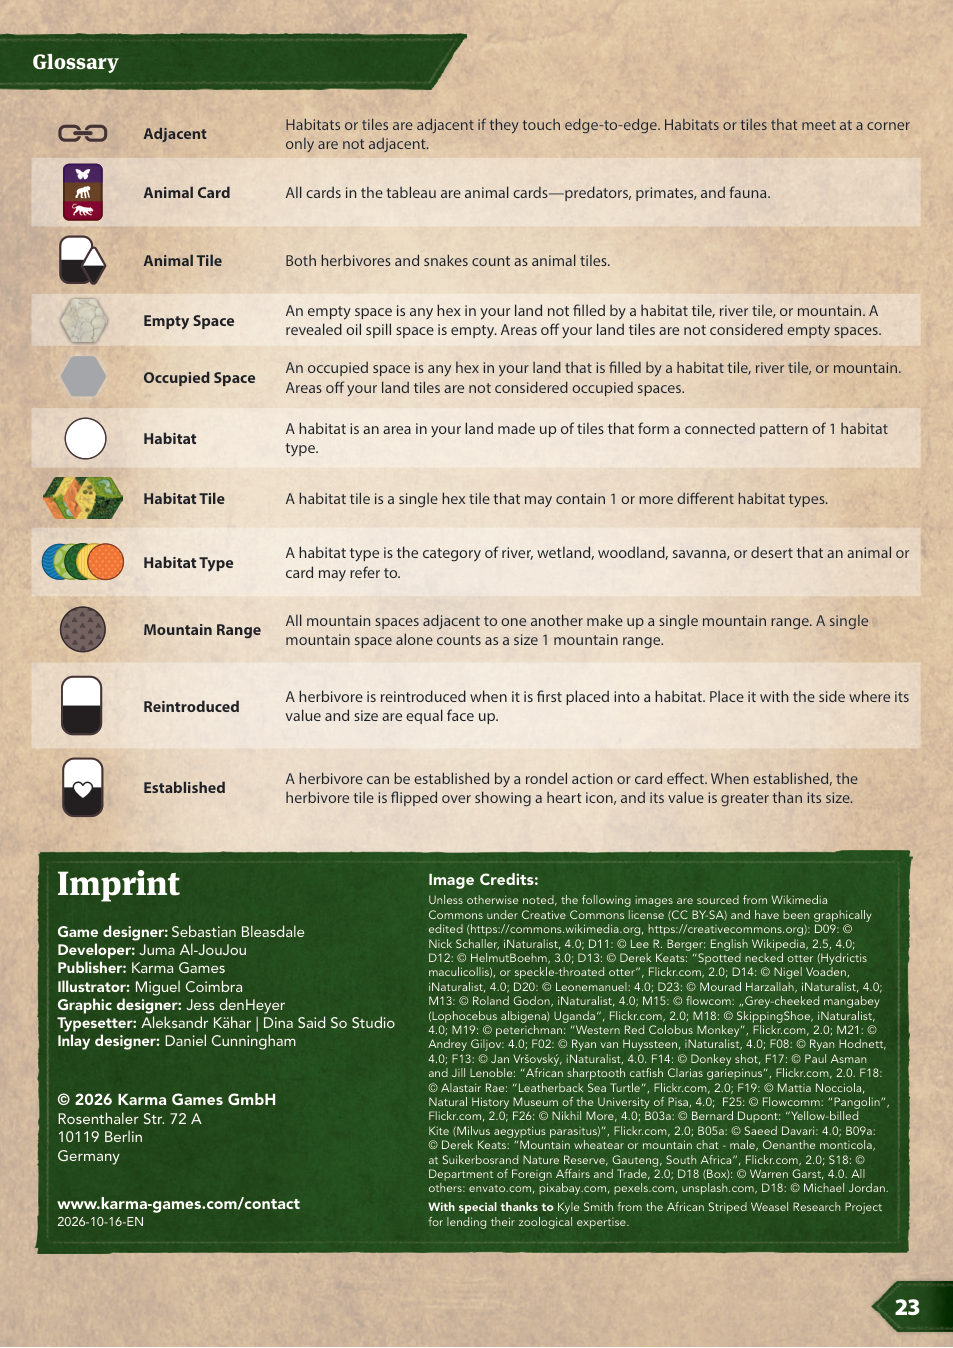 Glossary
Adjacent
Habitats or tiles are adjacent if they touch edge-to-edge. Habitats or tiles that meet at a corner
only are not adjacent.
Animal Card
All cards in the tableau are animal cards—predators, primates, and fauna.
Animal Tile
Both herbivores and snakes count as animal tiles.
Empty Space
An empty space is any hex in your land not filled by a habitat tile, river tile, or mountain. A
revealed oil spill space is empty. Areas off your land tiles are not considered empty spaces.
Occupied Space
An occupied space is any hex in your land that is filled by a habitat tile, river tile, or mountain.
Areas off your land tiles are not considered occupied spaces.
Habitat
A habitat is an area in your land made up of tiles that form a connected pattern of 1 habitat
type.
Habitat Tile
A habitat tile is a single hex tile that may contain 1 or more different habitat types.
Habitat Type
A habitat type is the category of river, wetland, woodland, savanna, or desert that an animal or
card may refer to.
Mountain Range
All mountain spaces adjacent to one another make up a single mountain range. A single
mountain space alone counts as a size 1 mountain range.
Reintroduced
A herbivore is reintroduced when it is first placed into a habitat. Place it with the side where its
value and size are equal face up.
Established
A herbivore can be established by a rondel action or card effect. When established, the
herbivore tile is flipped over showing a heart icon, and its value is greater than its size.
Imprint
Game designer: Sebastian Bleasdale
Developer: Juma Al-JouJou
Publisher: Karma Games
Illustrator: Miguel Coimbra
Graphic designer: Jess denHeyer
Typesetter: Aleksandr Kähar | Dina Said So Studio
Inlay designer: Daniel Cunningham
© 2026 Karma Games GmbH
Rosenthaler Str. 72 A
10119 Berlin
Germany
www.karma-games.com/contact
2026-10-16-EN
Image Credits:
Unless otherwise noted, the following images are sourced from Wikimedia
Commons under Creative Commons license (CC BY-SA) and have been graphically
edited (https://commons.wikimedia.org, https://creativecommons.org): D09: ©
Nick Schaller, iNaturalist, 4.0; D11: © Lee R. Berger: English Wikipedia, 2.5, 4.0;
D12: © HelmutBoehm, 3.0; D13: © Derek Keats: “Spotted necked otter (Hydrictis
maculicollis), or speckle-throated otter”, Flickr.com, 2.0; D14: © Nigel Voaden,
iNaturalist, 4.0; D20: © Leonemanuel: 4.0; D23: © Mourad Harzallah, iNaturalist, 4.0;
M13: © Roland Godon, iNaturalist, 4.0; M15: © flowcom: „Grey-cheeked mangabey
(Lophocebus albigena) Uganda“, Flickr.com, 2.0; M18: © SkippingShoe, iNaturalist,
4.0; M19: © peterichman: “Western Red Colobus Monkey”, Flickr.com, 2.0; M21: ©
Andrey Giljov: 4.0; F02: © Ryan van Huyssteen, iNaturalist, 4.0; F08: © Ryan Hodnett,
4.0; F13: © Jan Vršovský, iNaturalist, 4.0. F14: © Donkey shot, F17: © Paul Asman
and Jill Lenoble: “African sharptooth catfish Clarias gariepinus”, Flickr.com, 2.0. F18:
© Alastair Rae: “Leatherback Sea Turtle”, Flickr.com, 2.0; F19: © Mattia Nocciola,
Natural History Museum of the University of Pisa, 4.0; F25: © Flowcomm: “Pangolin”,
Flickr.com, 2.0; F26: © Nikhil More, 4.0; B03a: © Bernard Dupont: “Yellow-billed
Kite (Milvus aegyptius parasitus)”, Flickr.com, 2.0; B05a: © Saeed Davari: 4.0; B09a:
© Derek Keats: “Mountain wheatear or mountain chat - male, Oenanthe monticola,
at Suikerbosrand Nature Reserve, Gauteng, South Africa”, Flickr.com, 2.0; S18: ©
Department of Foreign Affairs and Trade, 2.0; D18 (Box): © Warren Garst, 4.0. All
others: envato.com, pixabay.com, pexels.com, unsplash.com, D18: © Michael Jordan.
With special thanks to Kyle Smith from the African Striped Weasel Research Project
for lending their zoological expertise.
23